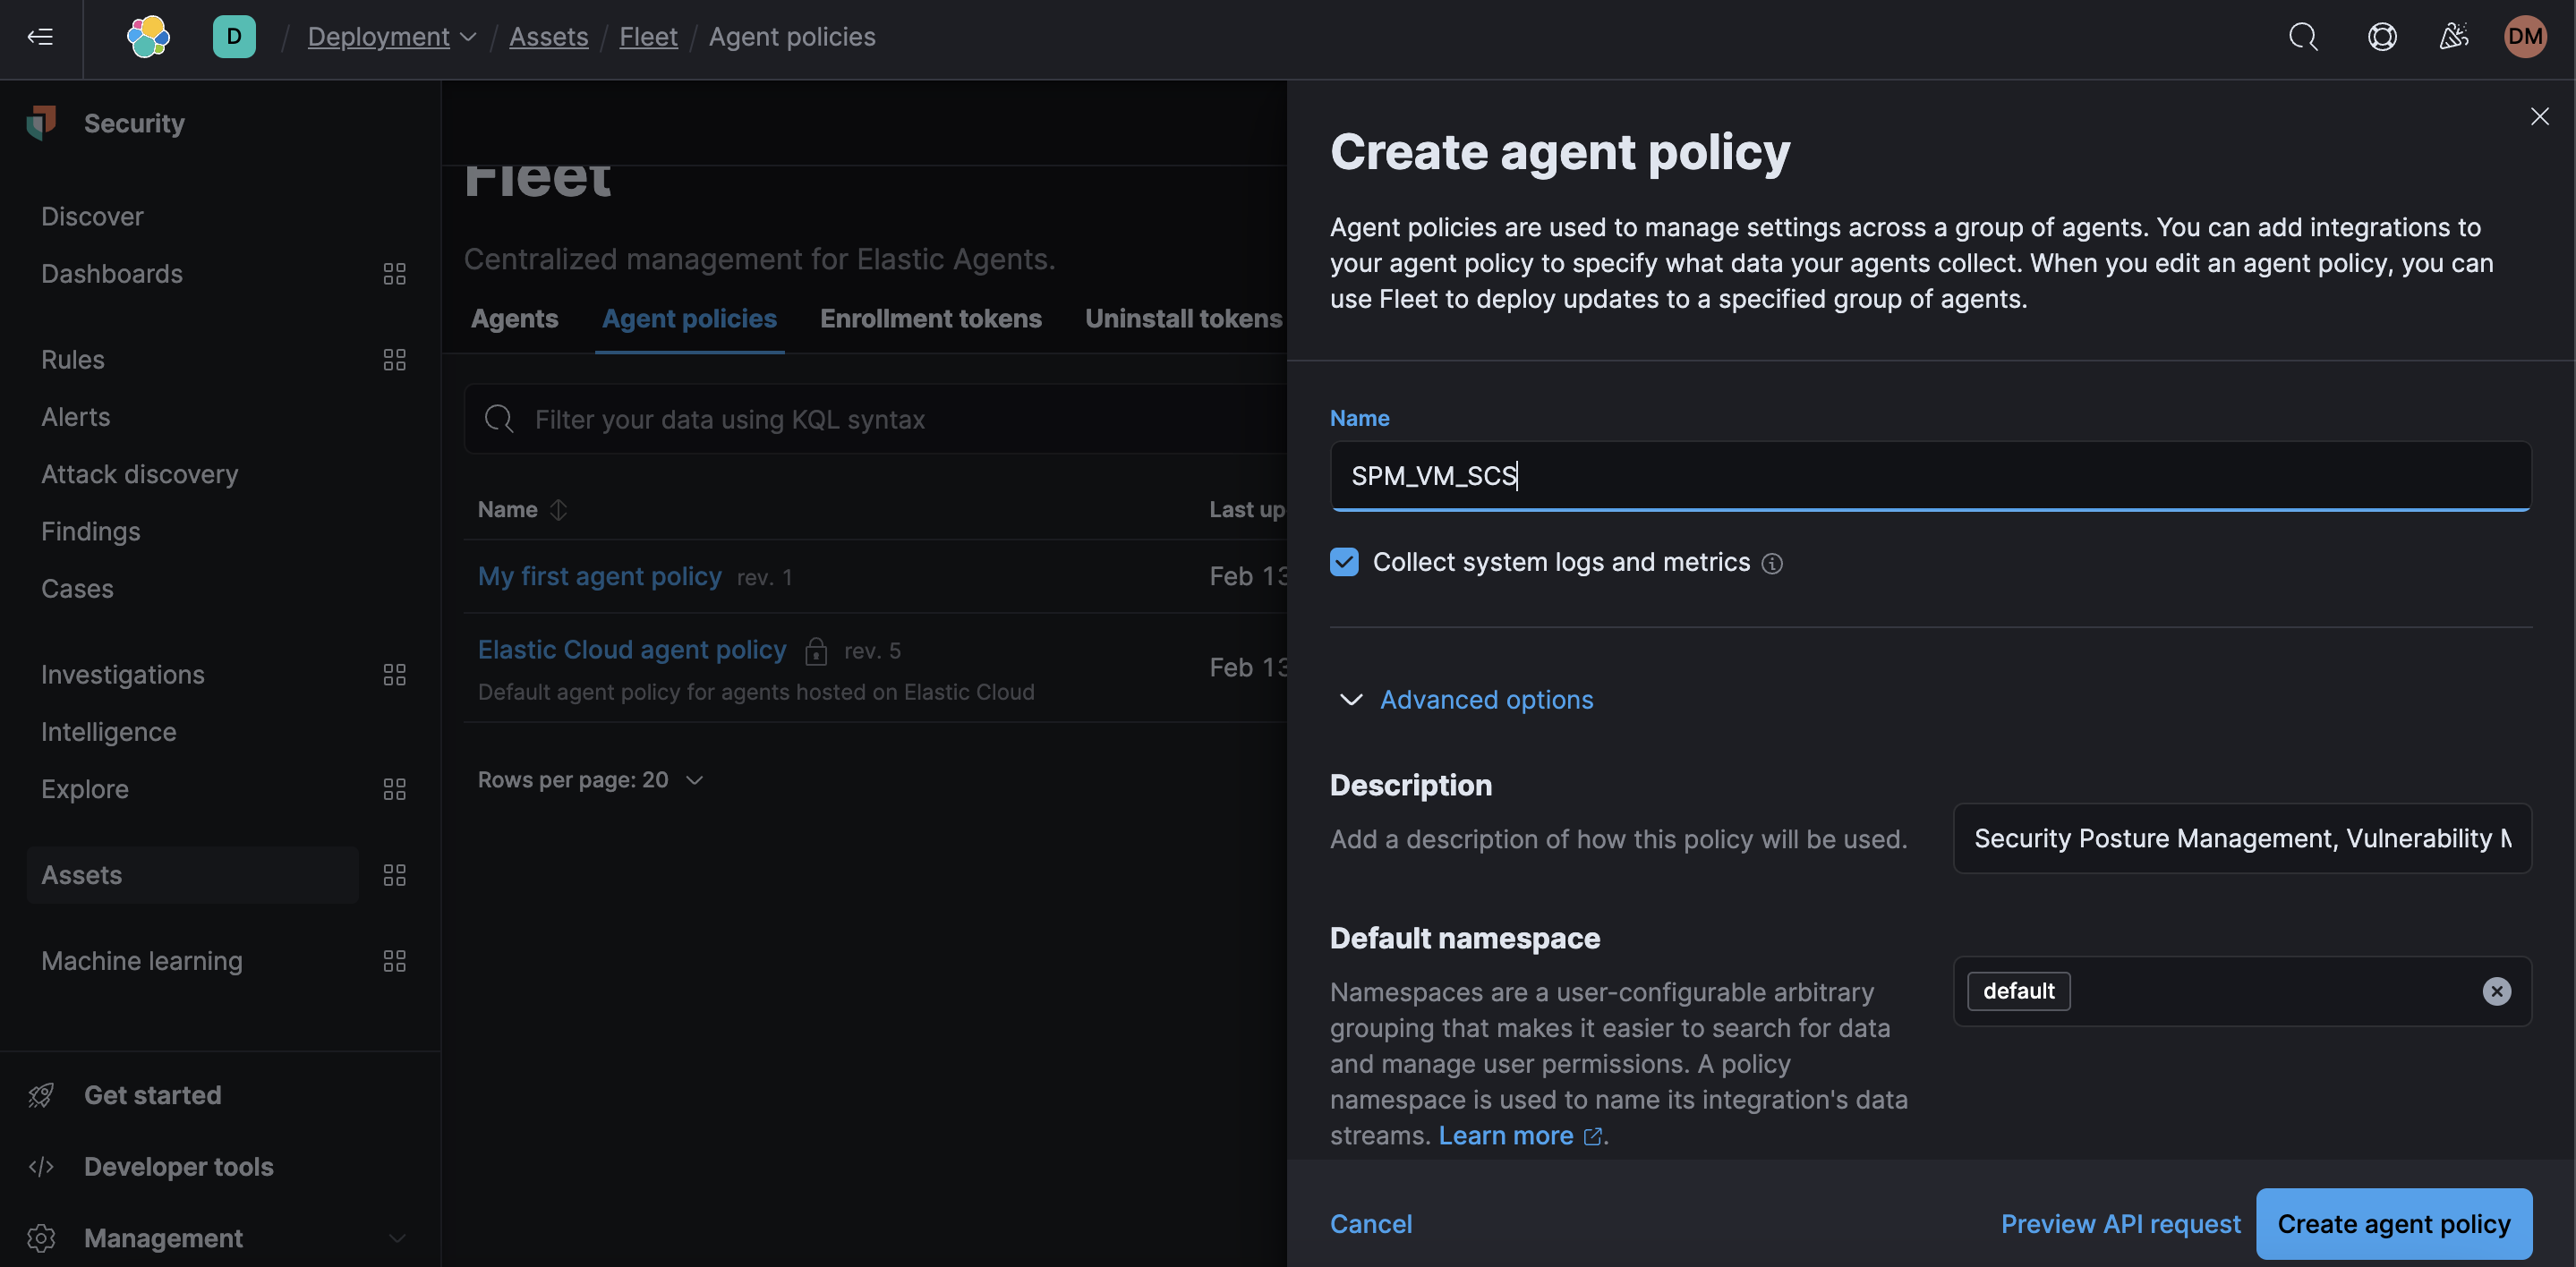 D / Deployment / Assets / Fleet / Agent policies
DM
Security
Discover
Dashboards
Rules
Alerts
Attack discovery
Findings
Cases
Investigations
Intelligence
Explore
Assets
Machine learning
Get started
Developer tools
Management
Fleet
Centralized management for Elastic Agents.
Agents Agent policies Enrollment tokens Uninstall tokens
Filter your data using KQL syntax
Name Last up
My first agent policy rev. 1 Feb 13
Elastic Cloud agent policy rev. 5 Feb 13
Default agent policy for agents hosted on Elastic Cloud
Rows per page: 20
Create agent policy
Agent policies are used to manage settings across a group of agents. You can add integrations to
your agent policy to specify what data your agents collect. When you edit an agent policy, you can
use Fleet to deploy updates to a specified group of agents.
Name
SPM_VM_SCS
Collect system logs and metrics
Advanced options
Description
Add a description of how this policy will be used.
Security Posture Management, Vulnerability
Default namespace
Namespaces are a user-configurable arbitrary
grouping that makes it easier to search for data
and manage user permissions. A policy
namespace is used to name its integration's data
streams. Learn more.
default
Cancel
Preview API request
Create agent policy